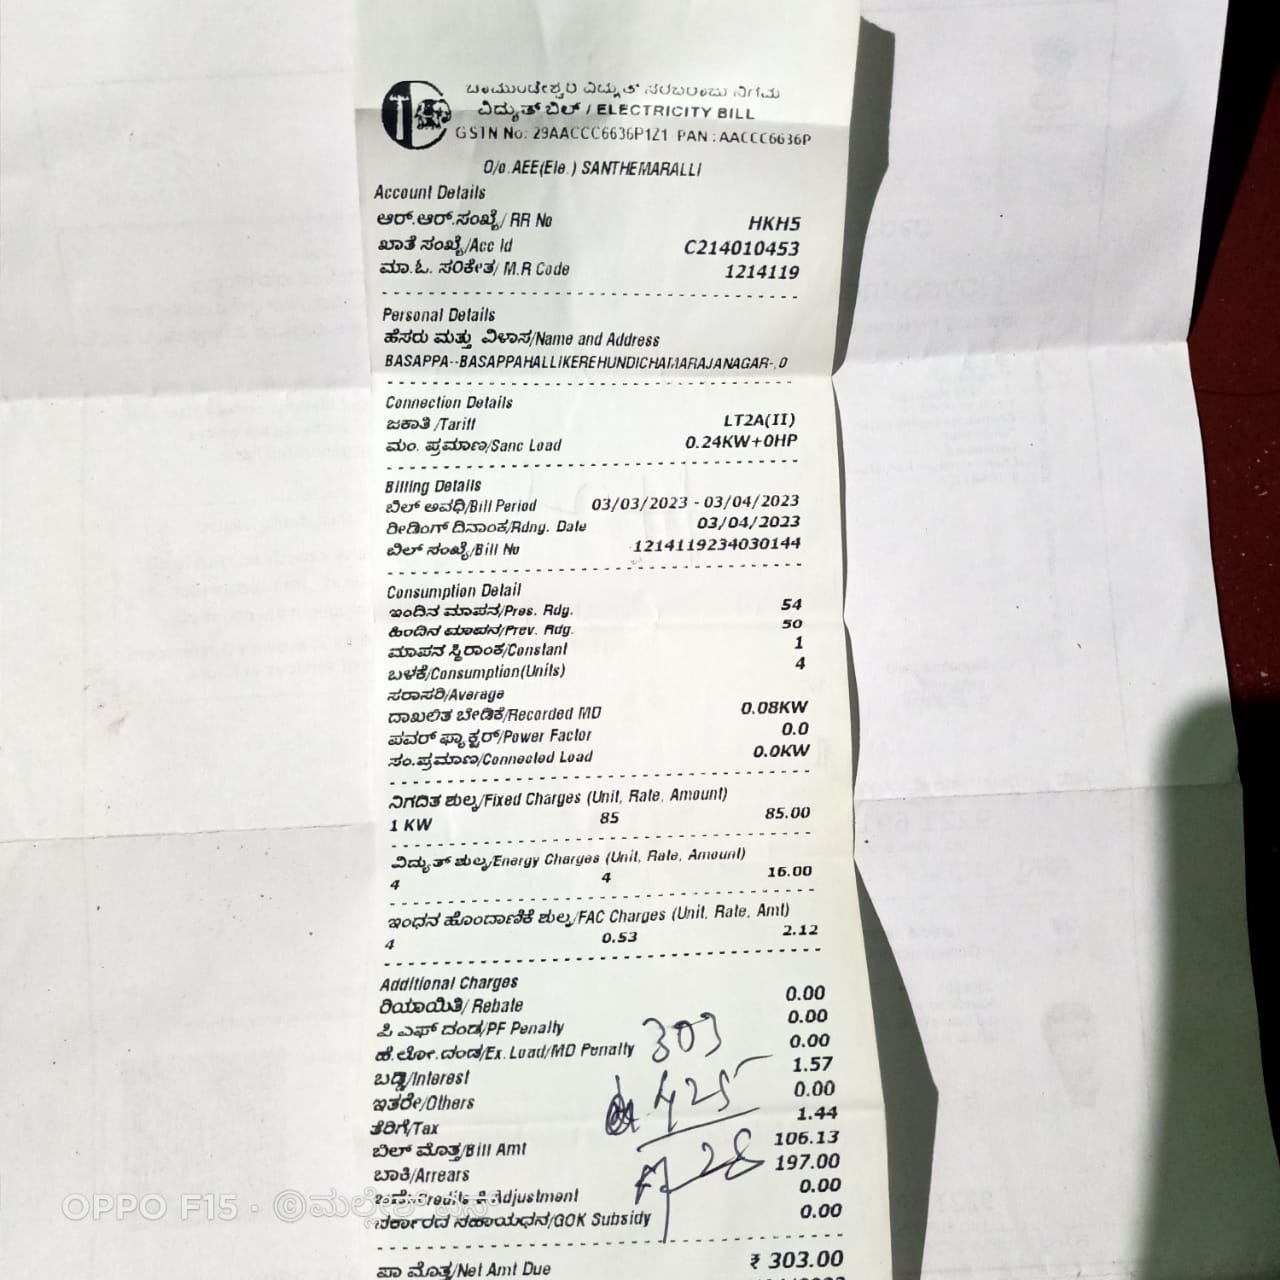 ಚಾಮುಂಡೇಶ್ವರಿ ವಿದ್ಯುತ್ ಸರಬರಾಜು ನಿಗಮ
ವಿದ್ಯುತ್ ಬಿಲ್ / ELECTRICITY BILL
GSTN No: 29AACCC6636P1Z1 PAN : AACCC6636P
O/o.AEE(Ele.) SANTHEMARALLI
Account Details
ಆರ್.ಆರ್.ಸಂಖ್ಯೆ/ RR No HKH5
ಖಾತೆ ಸಂಖ್ಯೆ/Acc Id C214010453
ಮಾ.ಓ. ಸಂಕೇತ/ M.R Code 1214119
Personal Details
ಹೆಸರು ಮತ್ತು ವಿಳಾಸ/Name and Address
BASAPPA--BASAPPAHALLIKEREHUNDICHAMARAJANAGAR-,0
Connection Details
ಜಕಾತಿ /Tariff LT2A(II)
ಮಂ. ಪ್ರಮಾಣ/Sanc Load 0.24KW+0HP
Billing Details
ಬಿಲ್ ಅವಧಿ/Bill Period 03/03/2023 - 03/04/2023
ರೀಡಿಂಗ್ ದಿನಾಂಕ/Rdng. Date 03/04/2023
ಬಿಲ್ ಸಂಖ್ಯೆ/Bill No 1214119234030144
Consumption Detail
ಇಂದಿನ ಮಾಪನ/Pres. Rdg. 54
ಹಿಂದಿನ ಮಾಪನ/Prev. Rdg. 50
ಮಾಪನ ಸ್ಥಿರಾಂಕ/Constant 1
ಬಳಕೆ/Consumption(Units) 4
ಸರಾಸರಿ/Average
ದಾಖಲಿತ ಬೇಡಿಕೆ/Recorded MD 0.08KW
ಪವರ್ ಫ್ಯಾಕ್ಟರ್/Power Factor 0.0
ಸಂ.ಪ್ರಮಾಣ/Connected Load 0.0KW
ನಿಗದಿತ ಶುಲ್ಕ/Fixed Charges (Unit, Rate, Amount)
1 KW 85 85.00
ವಿದ್ಯುತ್ ಶುಲ್ಕ/Energy Charges (Unit, Rate, Amount)
4 4 16.00
ಇಂಧನ ಹೊಂದಾಣಿಕೆ ಶುಲ್ಕ/FAC Charges (Unit, Rate, Amt)
4 0.53 2.12
Additional Charges
ರಿಯಾಯಿತಿ/ Rebate 0.00
ಪಿ ಎಫ್ ದಂಡ/PF Penalty 0.00
ಹೆ.ಲೋ.ದಂಡ/Ex. Load/MD Penalty 303 0.00
ಬಡ್ಡಿ/Interest 1.57
ಇತರೇ/Others 425 0.00
ತೆರಿಗೆ/Tax 1.44
ಬಿಲ್ ಮೊತ್ತ/Bill Amt 106.13
ಬಾಕಿ/Arrears 728 197.00
Credits & Adjustment 0.00
ಸರ್ಕಾರದ ಸಹಾಯಧನ/GOK Subsidy 0.00
ಪಾ ಮೊತ್ತ/Net Amt Due ₹ 303.00
OPPO F15 · ©